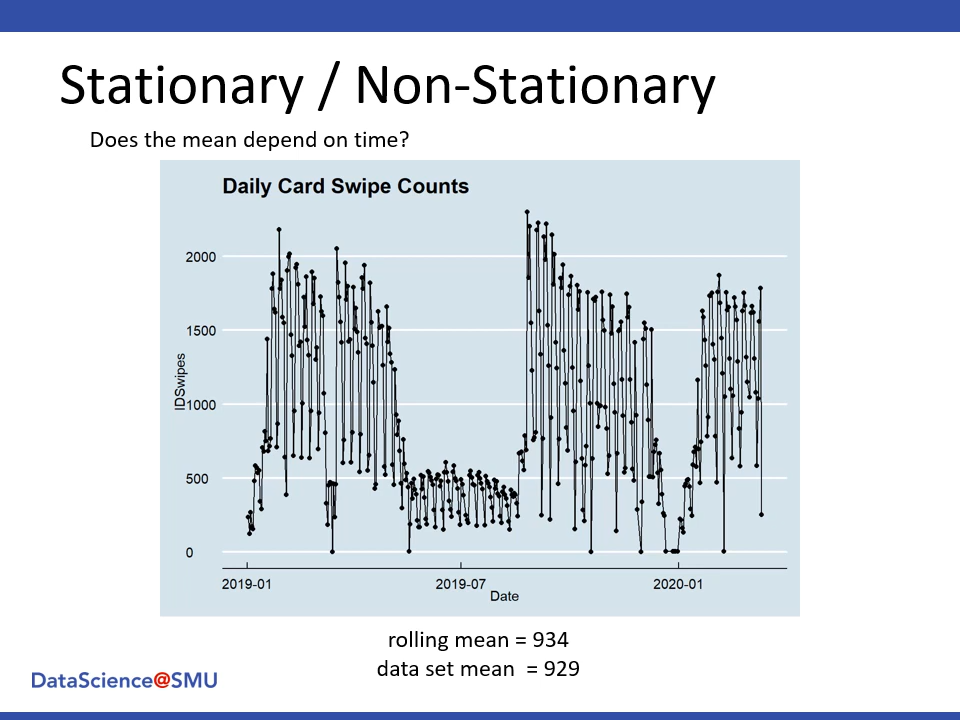 Stationary / Non-Stationary
Does the mean depend on time?
Daily Card Swipe Counts
2000
1500
1000
500
0
IDSwipes
2019-01
2019-07
2020-01
Date
rolling mean = 934
data set mean = 929
DataScience@SMU